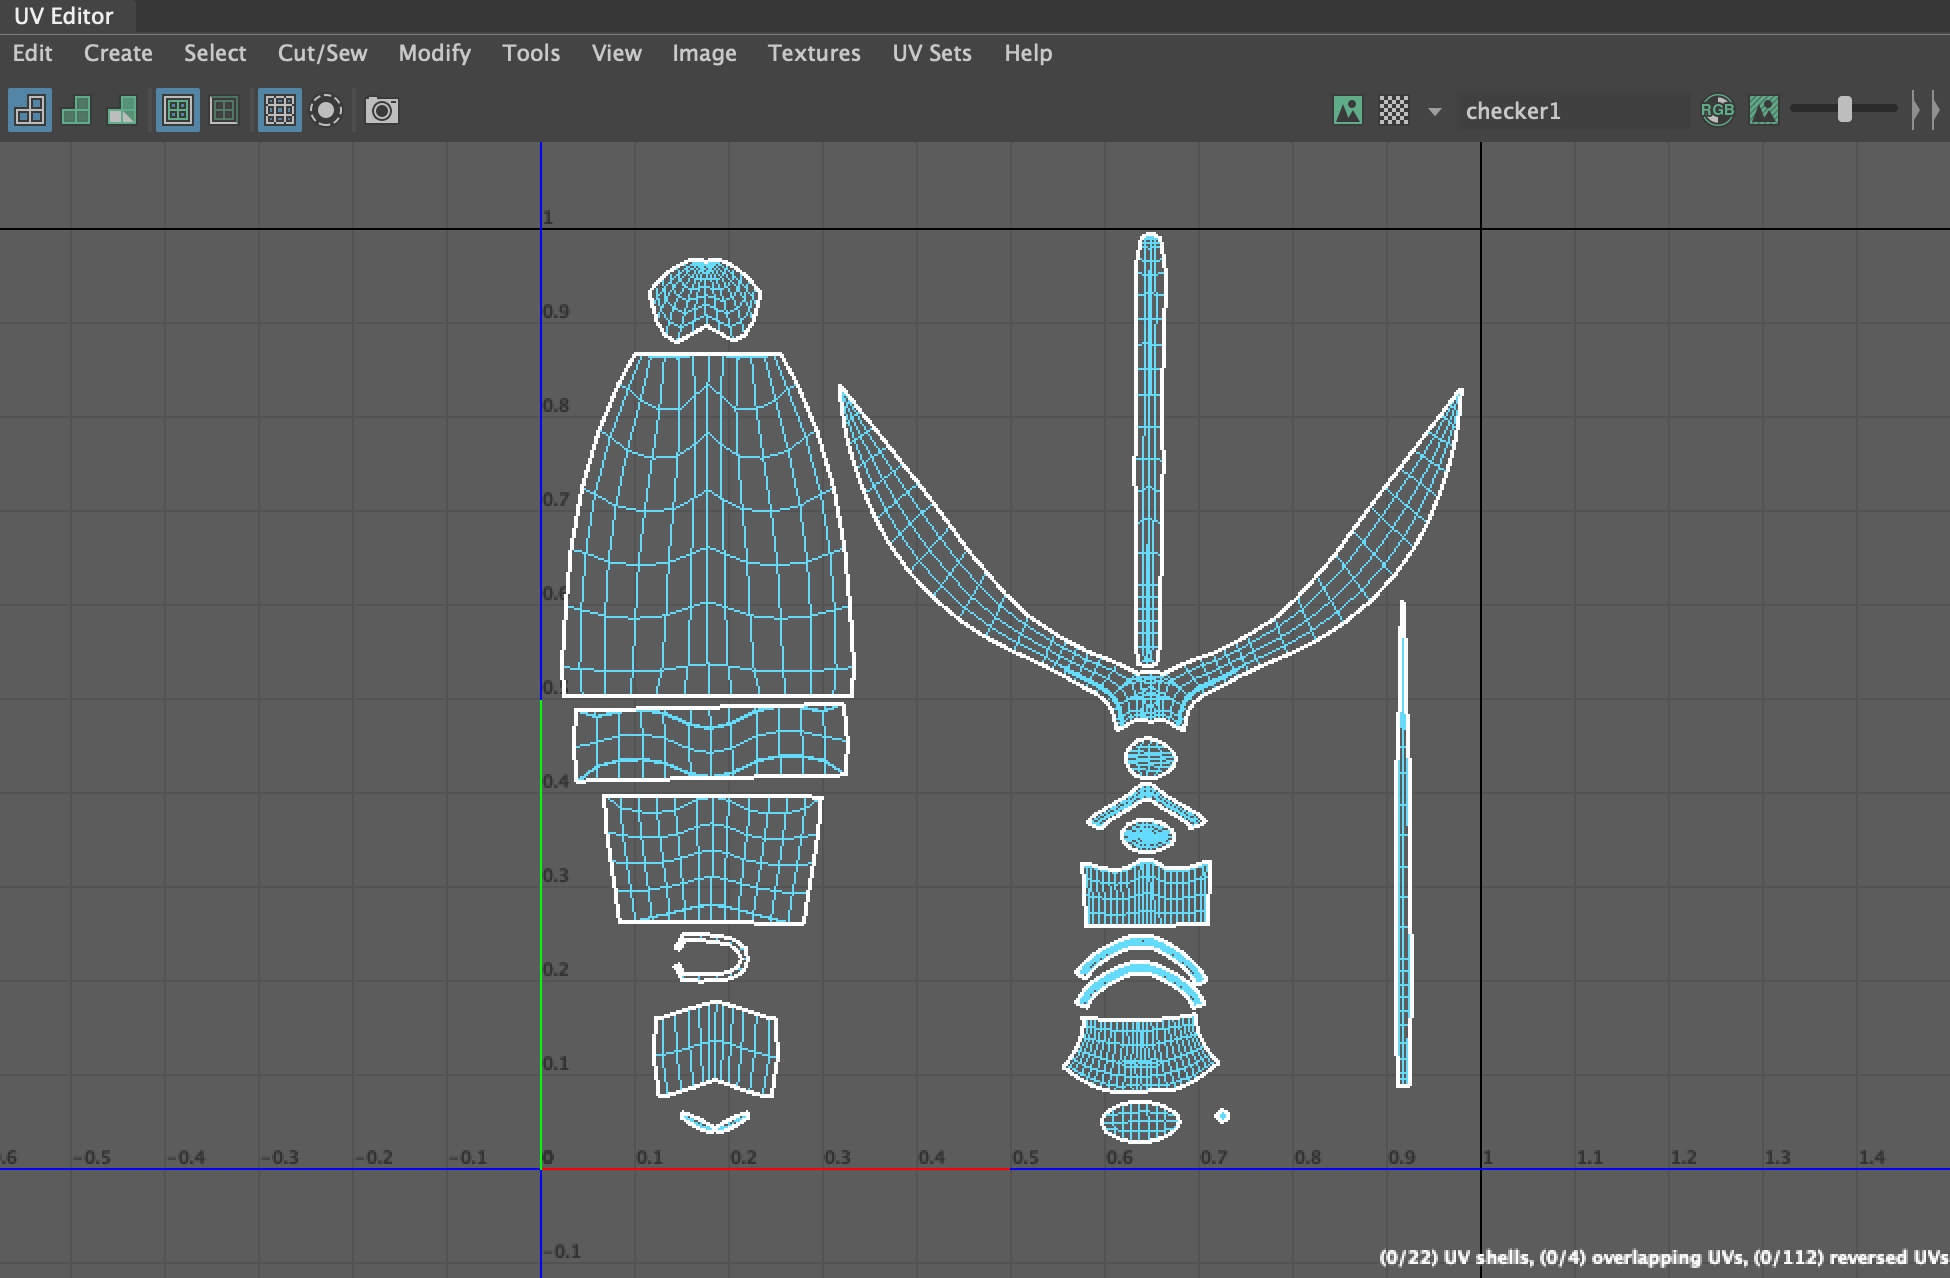 UV Editor
Edit Create Select Cut/Sew Modify Tools View Image Textures UV Sets Help
checker1 RGB
1
0.9
0.8
0.7
0.6
0.4
0.3
0.2
0.1
.6 -0.5 -0.4 -0.3 -0.2 -0.1 0 0.1 0.2 0.3 0.4 0.5 0.6 0.7 0.8 0.9 1 1.1 1.2 1.3 1.4
-0.1
(0/22) UV shells, (0/4) overlapping UVs, (0/112) reversed UVs